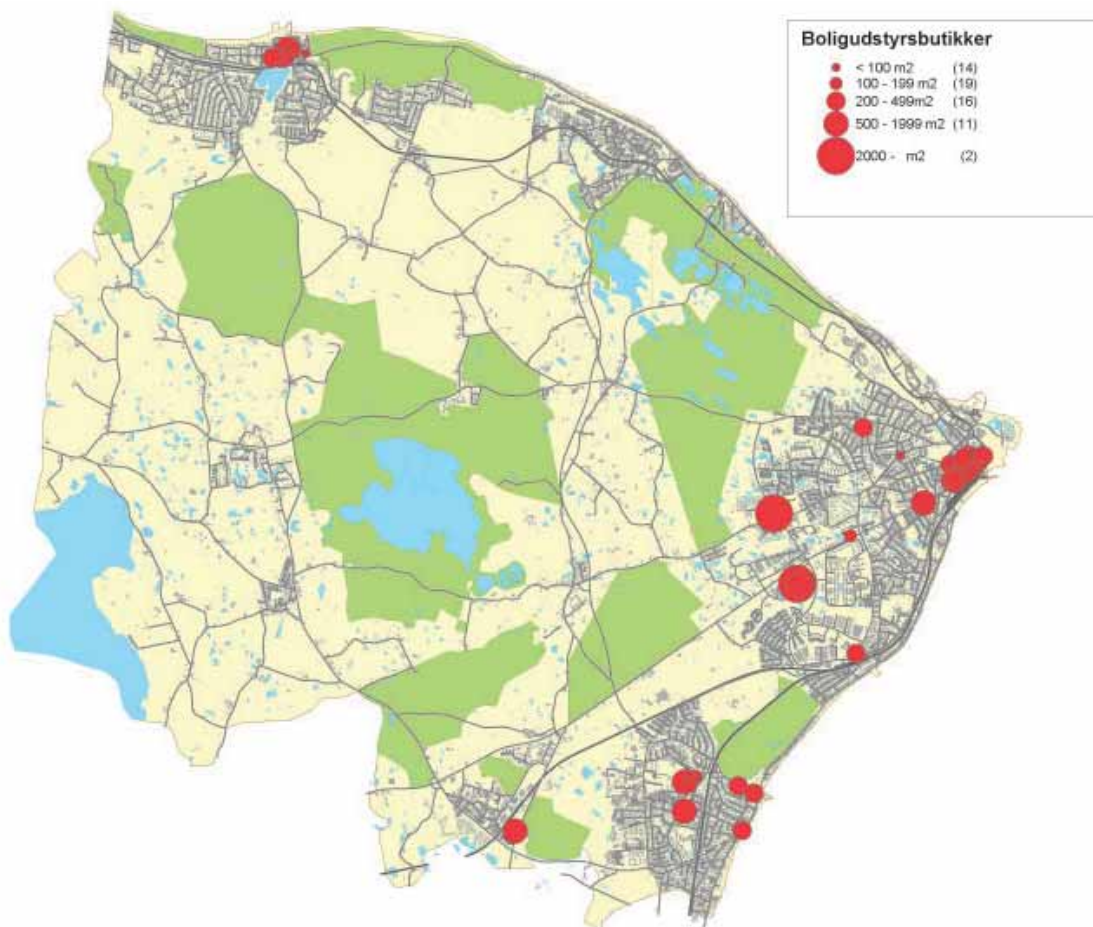 Boligudstyrsbutikker
< 100 m2 (14)
100 - 199 m2 (19)
200 - 499m2 (16)
500 - 1999 m2 (11)
2000 - m2 (2)